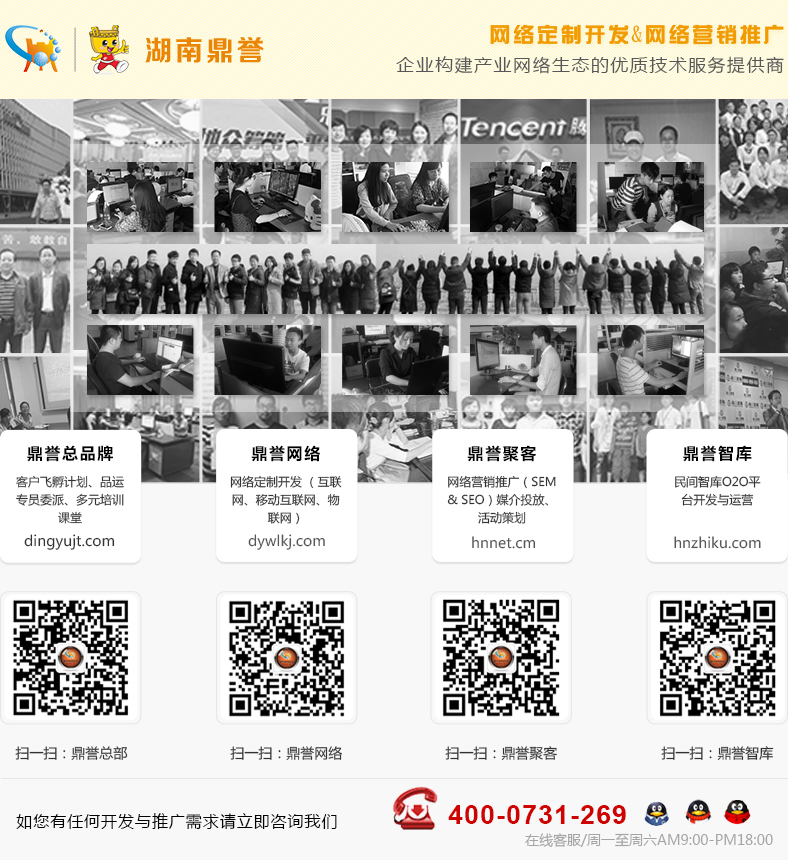 湖南鼎誉
网络定制开发&网络营销推广
企业构建产业网络生态的优质技术服务提供商
Tencent 腾
苦，敢教日
鼎誉总品牌
客户飞孵计划、品运
专员委派、多元培训
课堂
dingyujt.com
鼎誉网络
网络定制开发（互联
网、移动互联网、物
联网）
dywlkj.com
鼎誉聚客
网络营销推广（SEM
& SEO）媒介投放、
活动策划
hnnet.cm
鼎誉智库
民间智库O2O平
台开发与运营
hnzhiku.com
扫一扫：鼎誉总部
扫一扫：鼎誉网络
扫一扫：鼎誉聚客
扫一扫：鼎誉智库
如您有任何开发与推广需求请立即咨询我们
400-0731-269
在线客服/周一至周六AM9:00-PM18:00